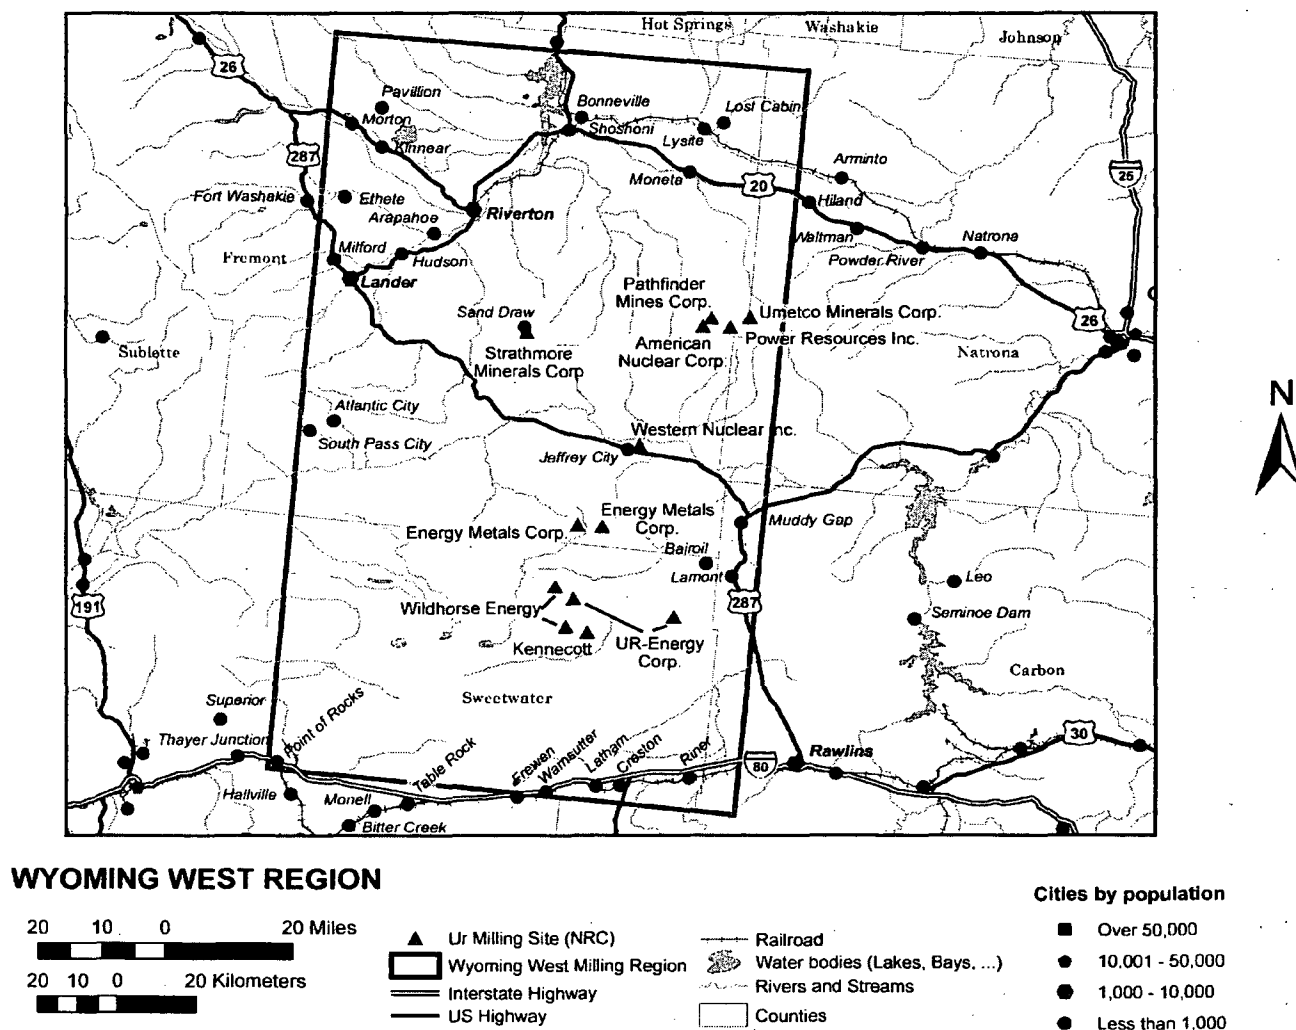 Hot Springs
Washakie
Johnson
26
Pavillion
Morton
Kinnear
Bonneville
Shoshoni
Lost Cabin
Lysite
287
Arminto
25
Moneta
20
Fort Washakie
Ethete
Arapahoe
Riverton
Hiland
Waltman
Natrona
Powder River
Milford
Hudson
Fremont
Lander
Pathfinder
Mines Corp.
Umetco Minerals Corp.
Sand Draw
26
Power Resources Inc.
American
Nuclear Corp.
Strathmore
Minerals Corp
Sublette
Natrona
N
Atlantic City
South Pass City
Western Nuclear Inc.
Jeffrey City
Energy Metals
Corp.
Energy Metals Corp.
Muddy Gap
Bairoil
Lamont
Leo
191
287
Wildhorse Energy
Seminoe Dam
Kennecott
UR-Energy
Corp.
Carbon
Sweetwater
Superior
Point of Rocks
Thayer Junction
Table Rock
Frewen
Wamsutter
Latham
Creston
Riner
80
Rawlins
30
Hallville
Monell
Bitter Creek
WYOMING WEST REGION
20 10 0 20 Miles
20 10 0 20 Kilometers
Ur Milling Site (NRC)
Wyoming West Milling Region
Interstate Highway
US Highway
Railroad
Water bodies (Lakes, Bays, ...)
Rivers and Streams
Counties
Cities by population
Over 50,000
10,001 - 50,000
1,000 - 10,000
Less than 1,000